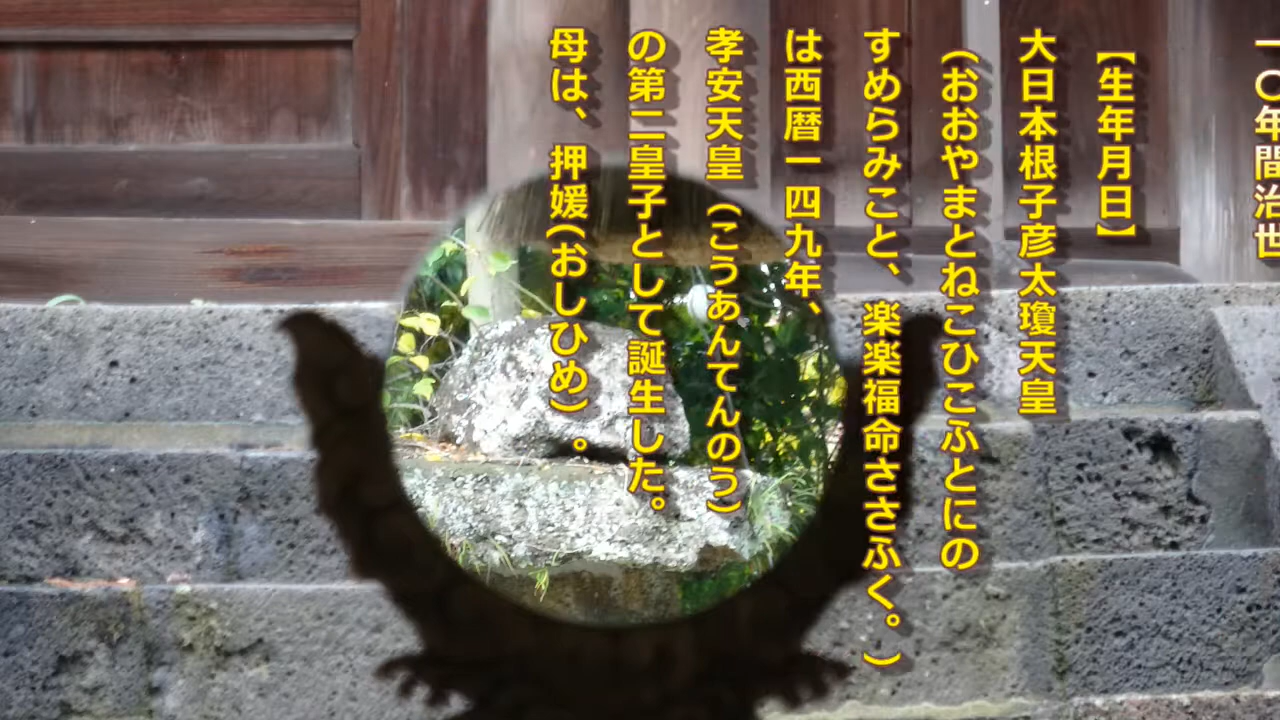 一〇年間治世
【生年月日】
大日本根子彦太瓊天皇
（おおやまとねこひこふとにの
すめらみこと、楽楽福命ささふく。）
は西暦一四九年、
孝安天皇（こうあんてんのう）
の第二皇子として誕生した。
母は、押媛（おしひめ）。